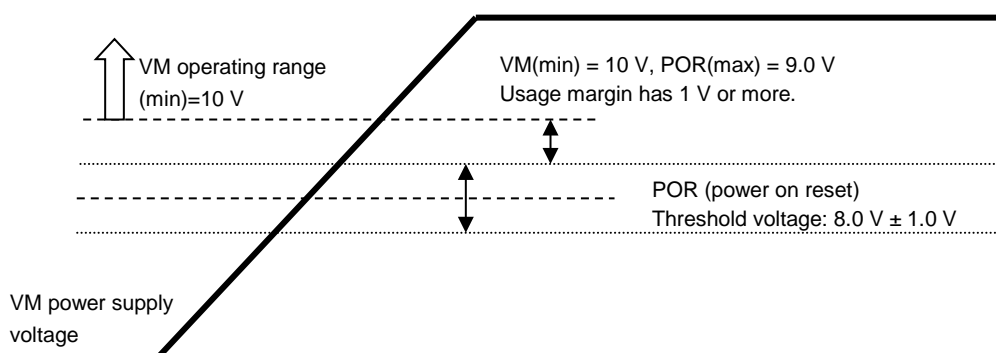 VM operating range
(min)=10 V
VM(min) = 10 V, POR(max) = 9.0 V
Usage margin has 1 V or more.
POR (power on reset)
Threshold voltage: 8.0 V ± 1.0 V
VM power supply
voltage